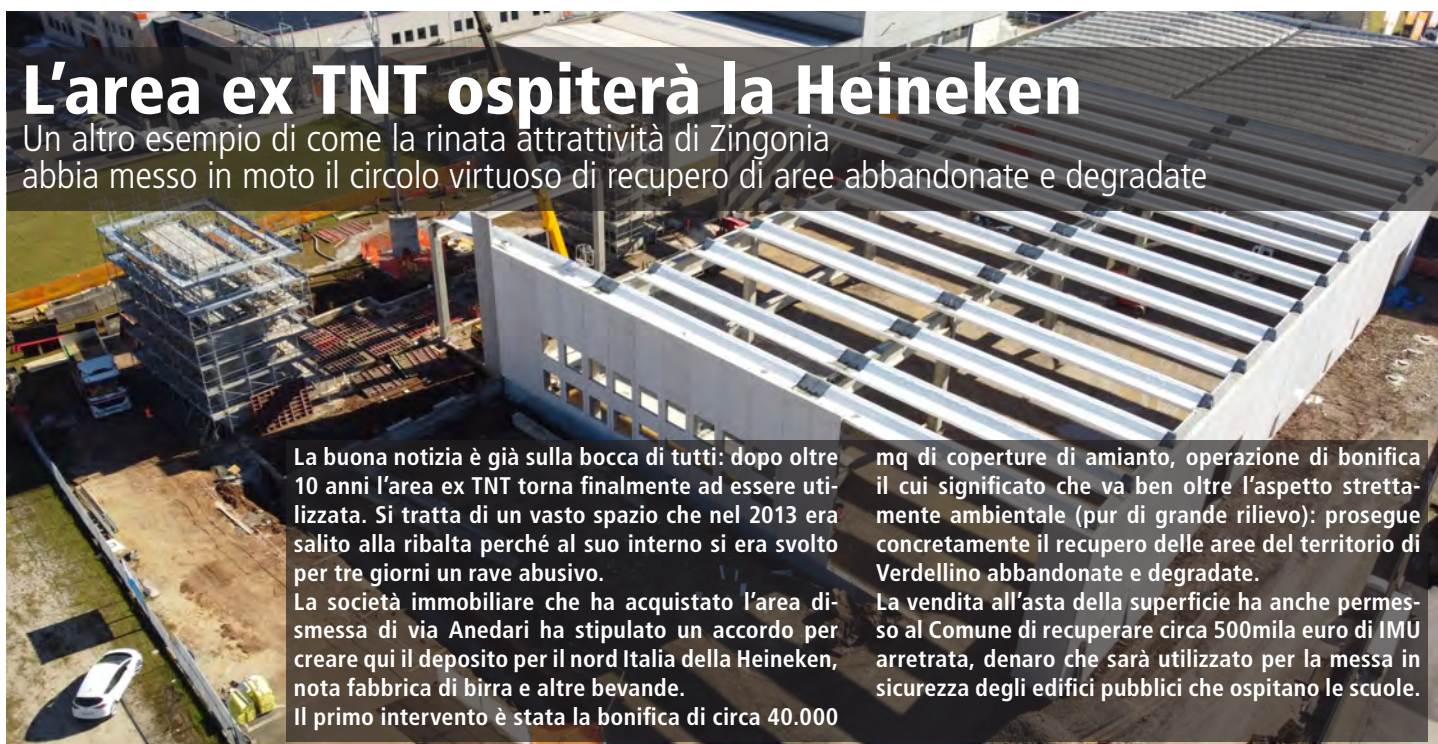 L'area ex TNT ospiterà la Heineken
Un altro esempio di come la rinata attrattività di Zingonia
abbia messo in moto il circolo virtuoso di recupero di aree abbandonate e degradate
La buona notizia è già sulla bocca di tutti: dopo oltre
10 anni l'area ex TNT torna finalmente ad essere uti-
lizzata. Si tratta di un vasto spazio che nel 2013 era
salito alla ribalta perché al suo interno si era svolto
per tre giorni un rave abusivo.
La società immobiliare che ha acquistato l'area di-
smessa di via Anedari ha stipulato un accordo per
creare qui il deposito per il nord Italia della Heineken,
nota fabbrica di birra e altre bevande.
Il primo intervento è stata la bonifica di circa 40.000
mq di coperture di amianto, operazione di bonifica
il cui significato che va ben oltre l'aspetto stretta-
mente ambientale (pur di grande rilievo): prosegue
concretamente il recupero delle aree del territorio di
Verdellino abbandonate e degradate.
La vendita all'asta della superficie ha anche permes-
so al Comune di recuperare circa 500mila euro di IMU
arretrata, denaro che sarà utilizzato per la messa in
sicurezza degli edifici pubblici che ospitano le scuole.